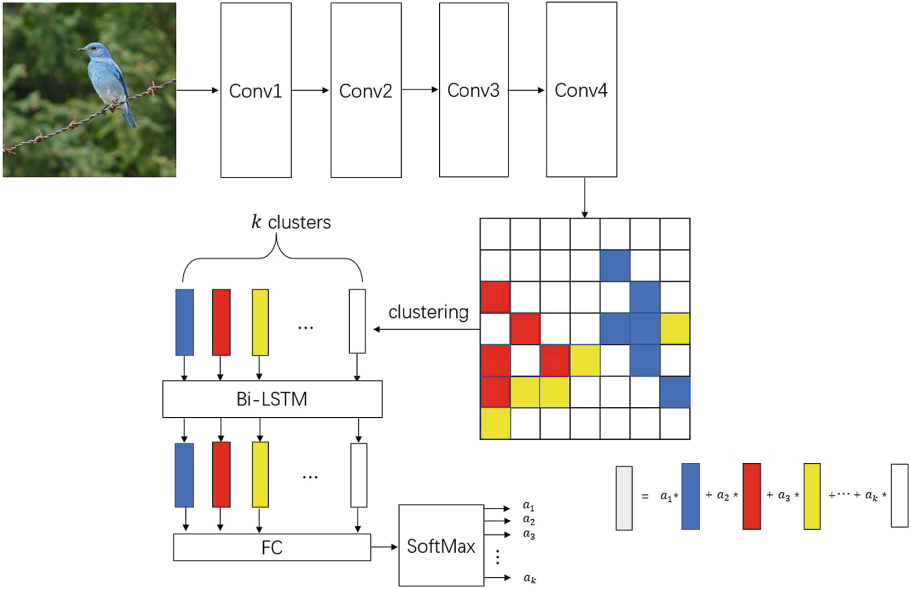 Conv1
Conv2
Conv3
Conv4
k clusters
clustering
...
Bi-LSTM
...
FC
SoftMax
a₁
a₂
a₃
⋮
aₖ
= a₁* + a₂* + a₃* +⋯+ aₖ*